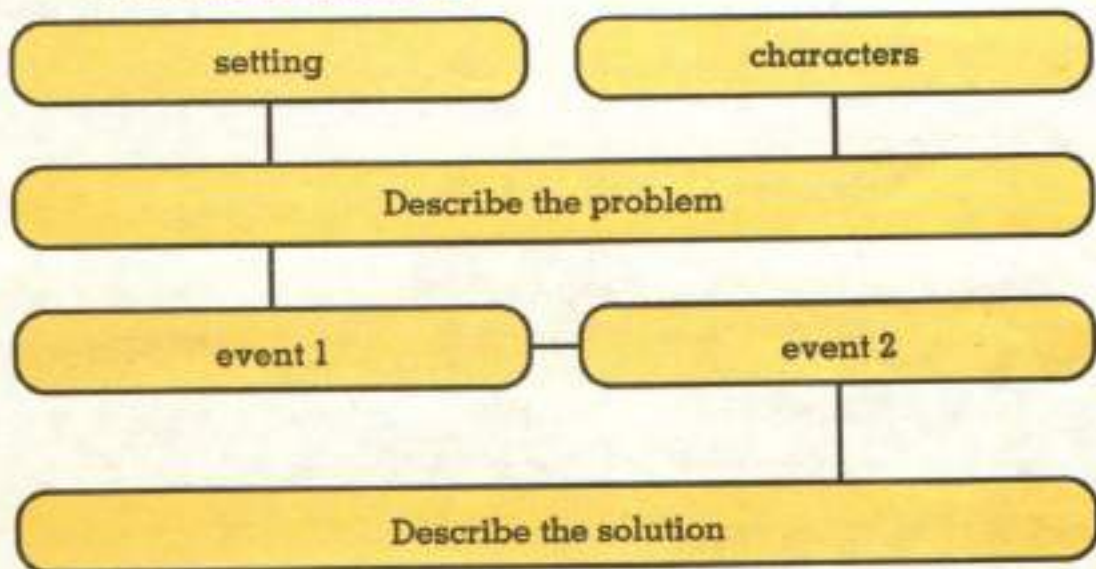 setting
characters
Describe the problem
event 1
event 2
Describe the solution